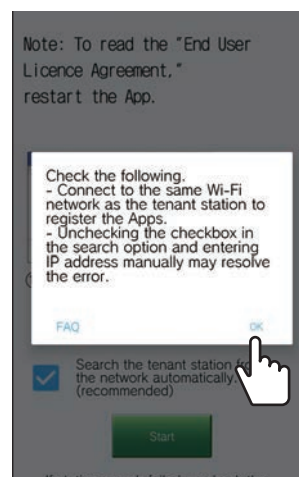 Note: To read the "End User
Licence Agreement,"
restart the App.
Check the following.
- Connect to the same Wi-Fi
network as the tenant station to
register the Apps.
- Unchecking the checkbox in
the search option and entering
IP address manually may resolve
the error.
FAQ
OK
Search the tenant station
the network automatically.
(recommended)
Start